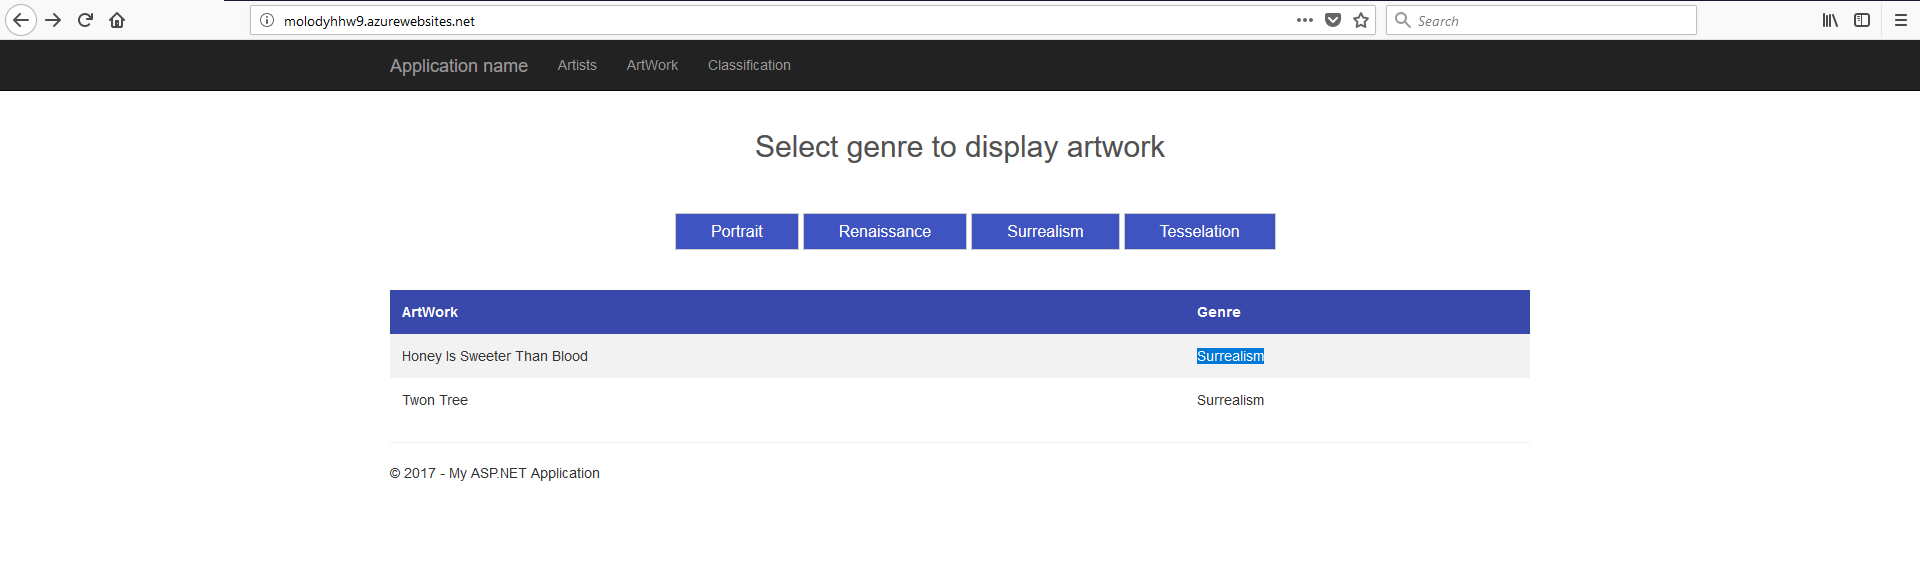 molodyhhw9.azurewebsites.net
Search
Application name Artists ArtWork Classification
Select genre to display artwork
Portrait Renaissance Surrealism Tesselation
ArtWork Genre
Honey Is Sweeter Than Blood Surrealism
Twon Tree Surrealism
© 2017 - My ASP.NET Application